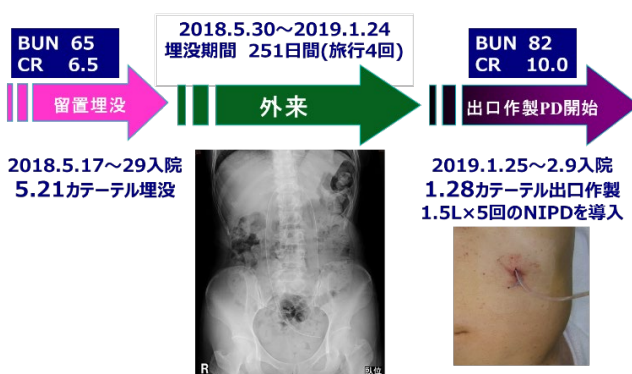 BUN 65
CR 6.5
2018.5.30～2019.1.24
埋没期間 251日間(旅行4回)
BUN 82
CR 10.0
留置埋没
外来
出口作製PD開始
2018.5.17～29入院
5.21カテーテル埋没
2019.1.25～2.9入院
1.28カテーテル出口作製
1.5L×5回のNIPDを導入
R
臥位